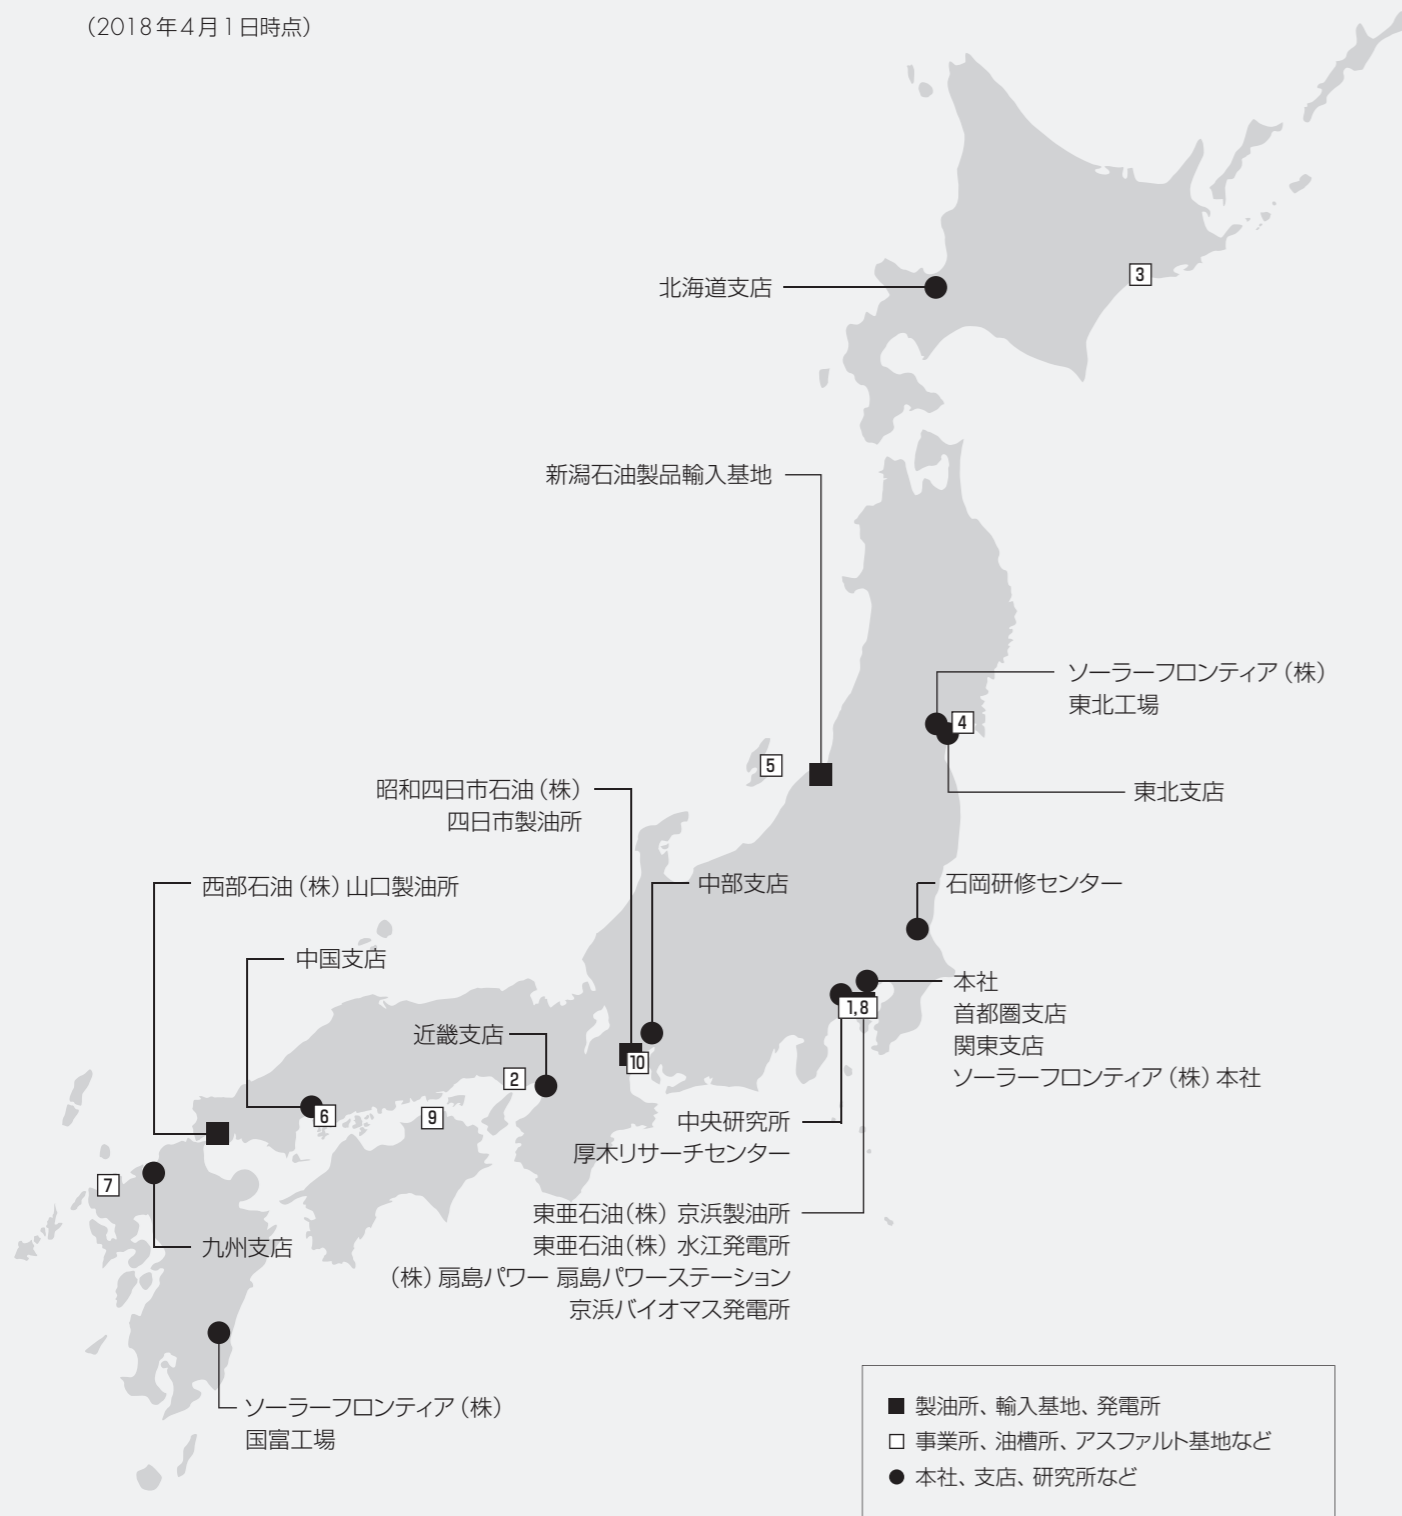 （2018年4月1日時点）
3
北海道支店
新潟石油製品輸入基地
ソーラーフロンティア（株）
東北工場
4
5
昭和四日市石油（株）
四日市製油所
東北支店
西部石油（株）山口製油所
中部支店
石岡研修センター
中国支店
本社
首都圏支店
関東支店
ソーラーフロンティア（株）本社
1,8
近畿支店
10
2
6
9
中央研究所
厚木リサーチセンター
7
東亜石油（株） 京浜製油所
東亜石油（株） 水江発電所
（株）扇島パワー 扇島パワーステーション
京浜バイオマス発電所
九州支店
ソーラーフロンティア（株）
国富工場
■ 製油所、輸入基地、発電所
□ 事業所、油槽所、アスファルト基地など
● 本社、支店、研究所など